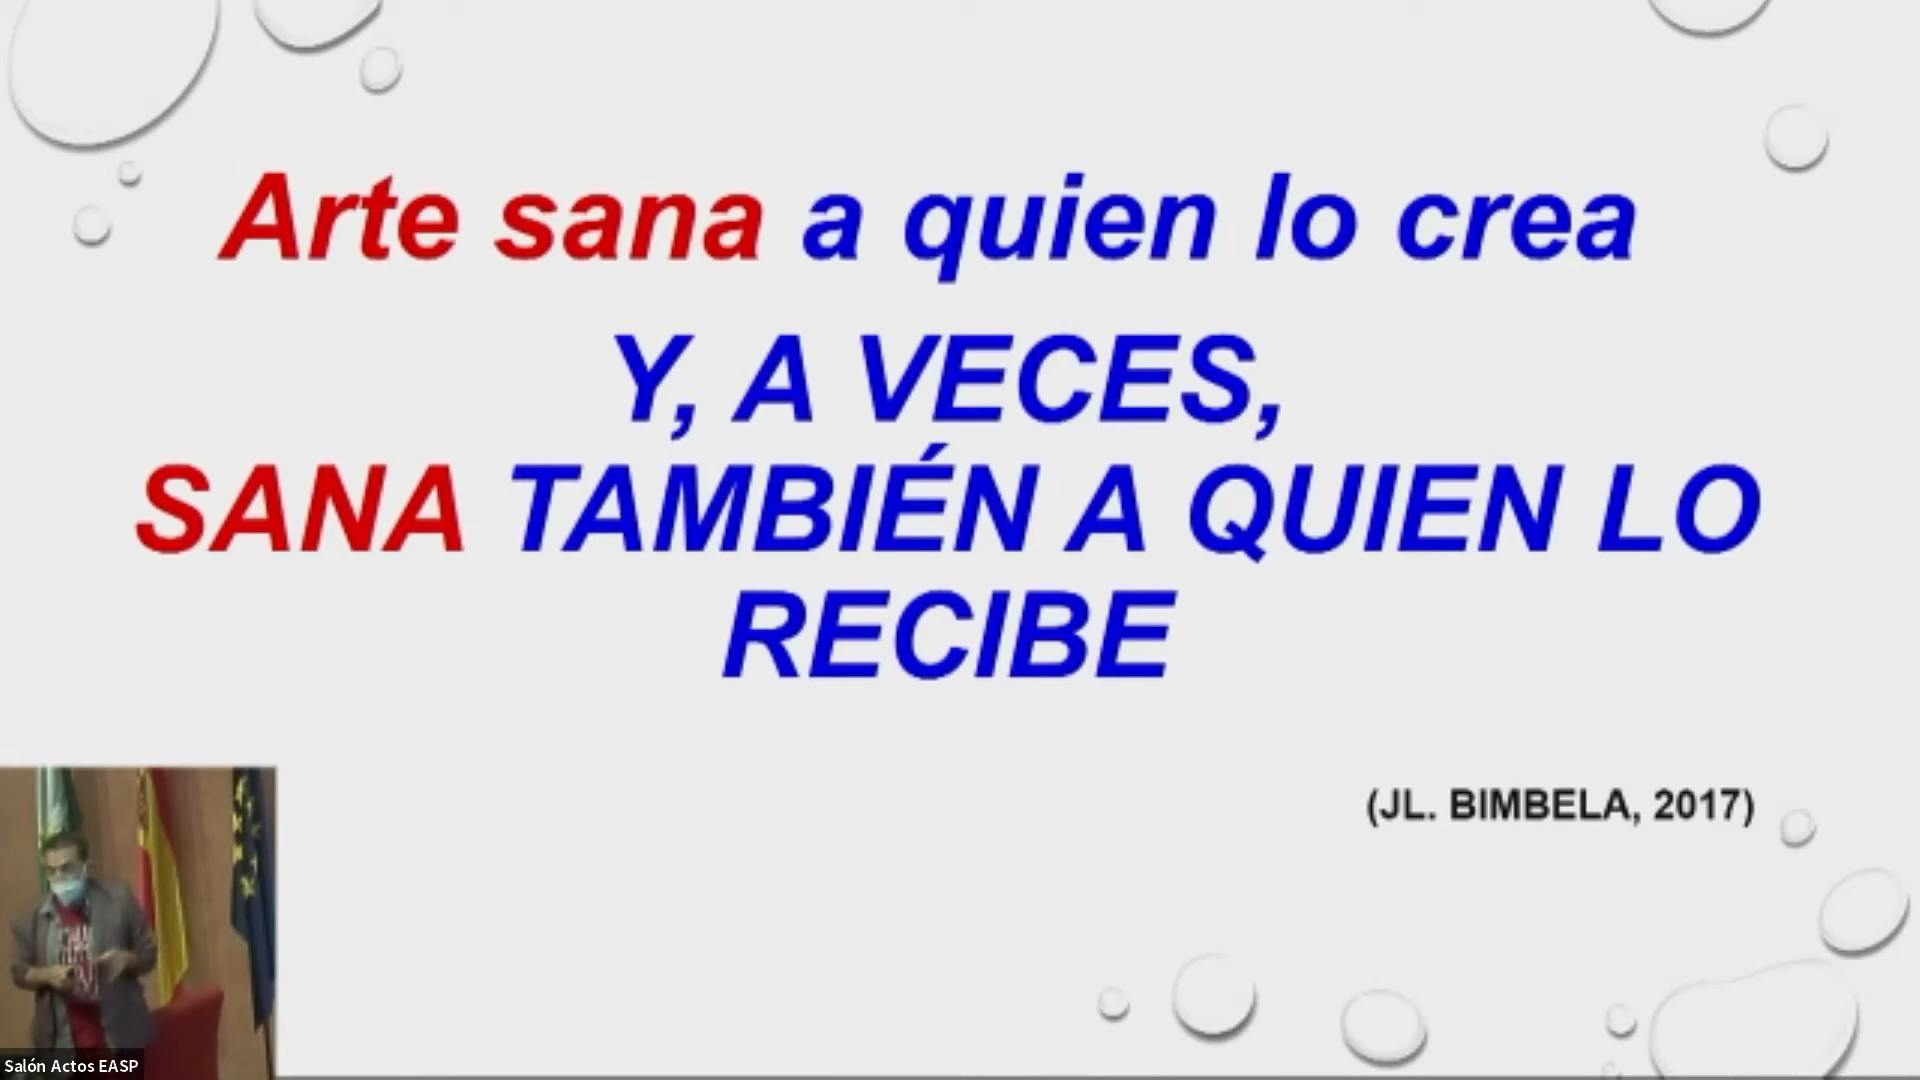 Arte sana a quien lo crea
Y, A VECES,
SANA TAMBIÉN A QUIEN LO
RECIBE
(JL. BIMBELA, 2017)
Salón Actos EASP